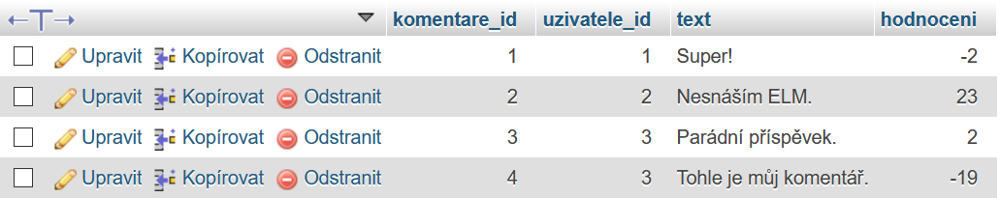 komentare_id uzivatele_id text hodnoceni
Upravit Kopírovat Odstranit 1 1 Super! -2
Upravit Kopírovat Odstranit 2 2 Nesnáším ELM. 23
Upravit Kopírovat Odstranit 3 3 Parádní příspěvek. 2
Upravit Kopírovat Odstranit 4 3 Tohle je můj komentář. -19